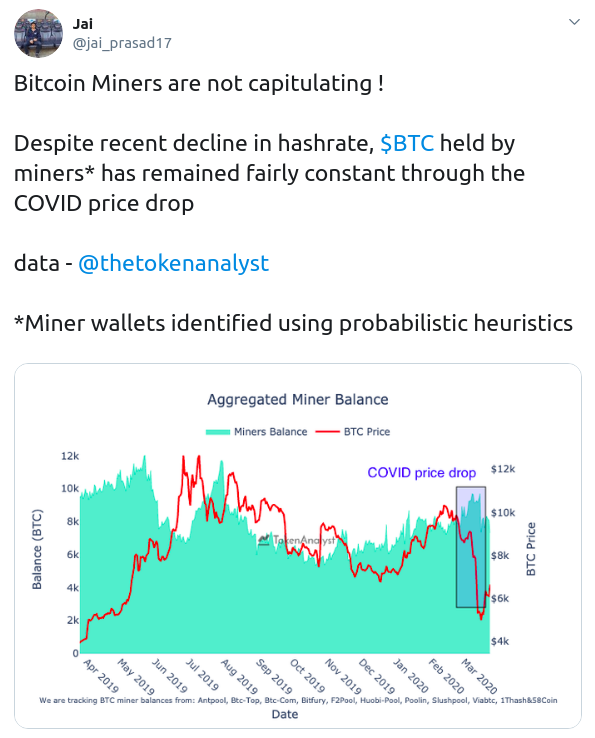 Jai
@jai_prasad17
Bitcoin Miners are not capitulating !
Despite recent decline in hashrate, $BTC held by
miners* has remained fairly constant through the
COVID price drop
data - @thetokenanalyst
*Miner wallets identified using probabilistic heuristics
Aggregated Miner Balance
Miners Balance BTC Price
COVID price drop
12k
10k
8k
6k
4k
2k
0
Balance (BTC)
TokenAnalyst
$12k
$10k
$8k
$6k
$4k
BTC Price
Apr 2019
May 2019
Jun 2019
Jul 2019
Aug 2019
Sep 2019
Oct 2019
Nov 2019
Dec 2019
Jan 2020
Feb 2020
Mar 2020
We are tracking BTC miner balances from: Antpool, Btc-Top, Btc-Com, Bitfury, F2Pool, Huobi-Pool, Poolin, Slushpool, Viabtc, 1Thash&58Coin
Date